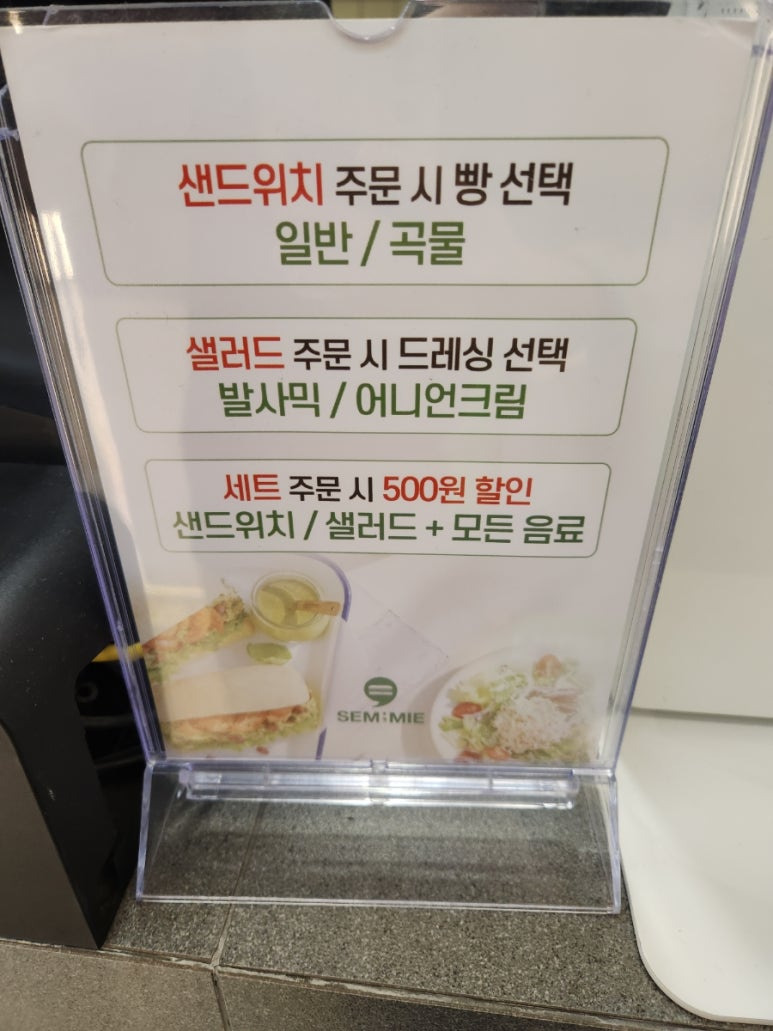 샌드위치 주문 시 빵 선택
일반 / 곡물
샐러드 주문 시 드레싱 선택
발사믹 / 어니언크림
세트 주문 시 500원 할인
샌드위치 / 샐러드 + 모든 음료
SEM;MIE